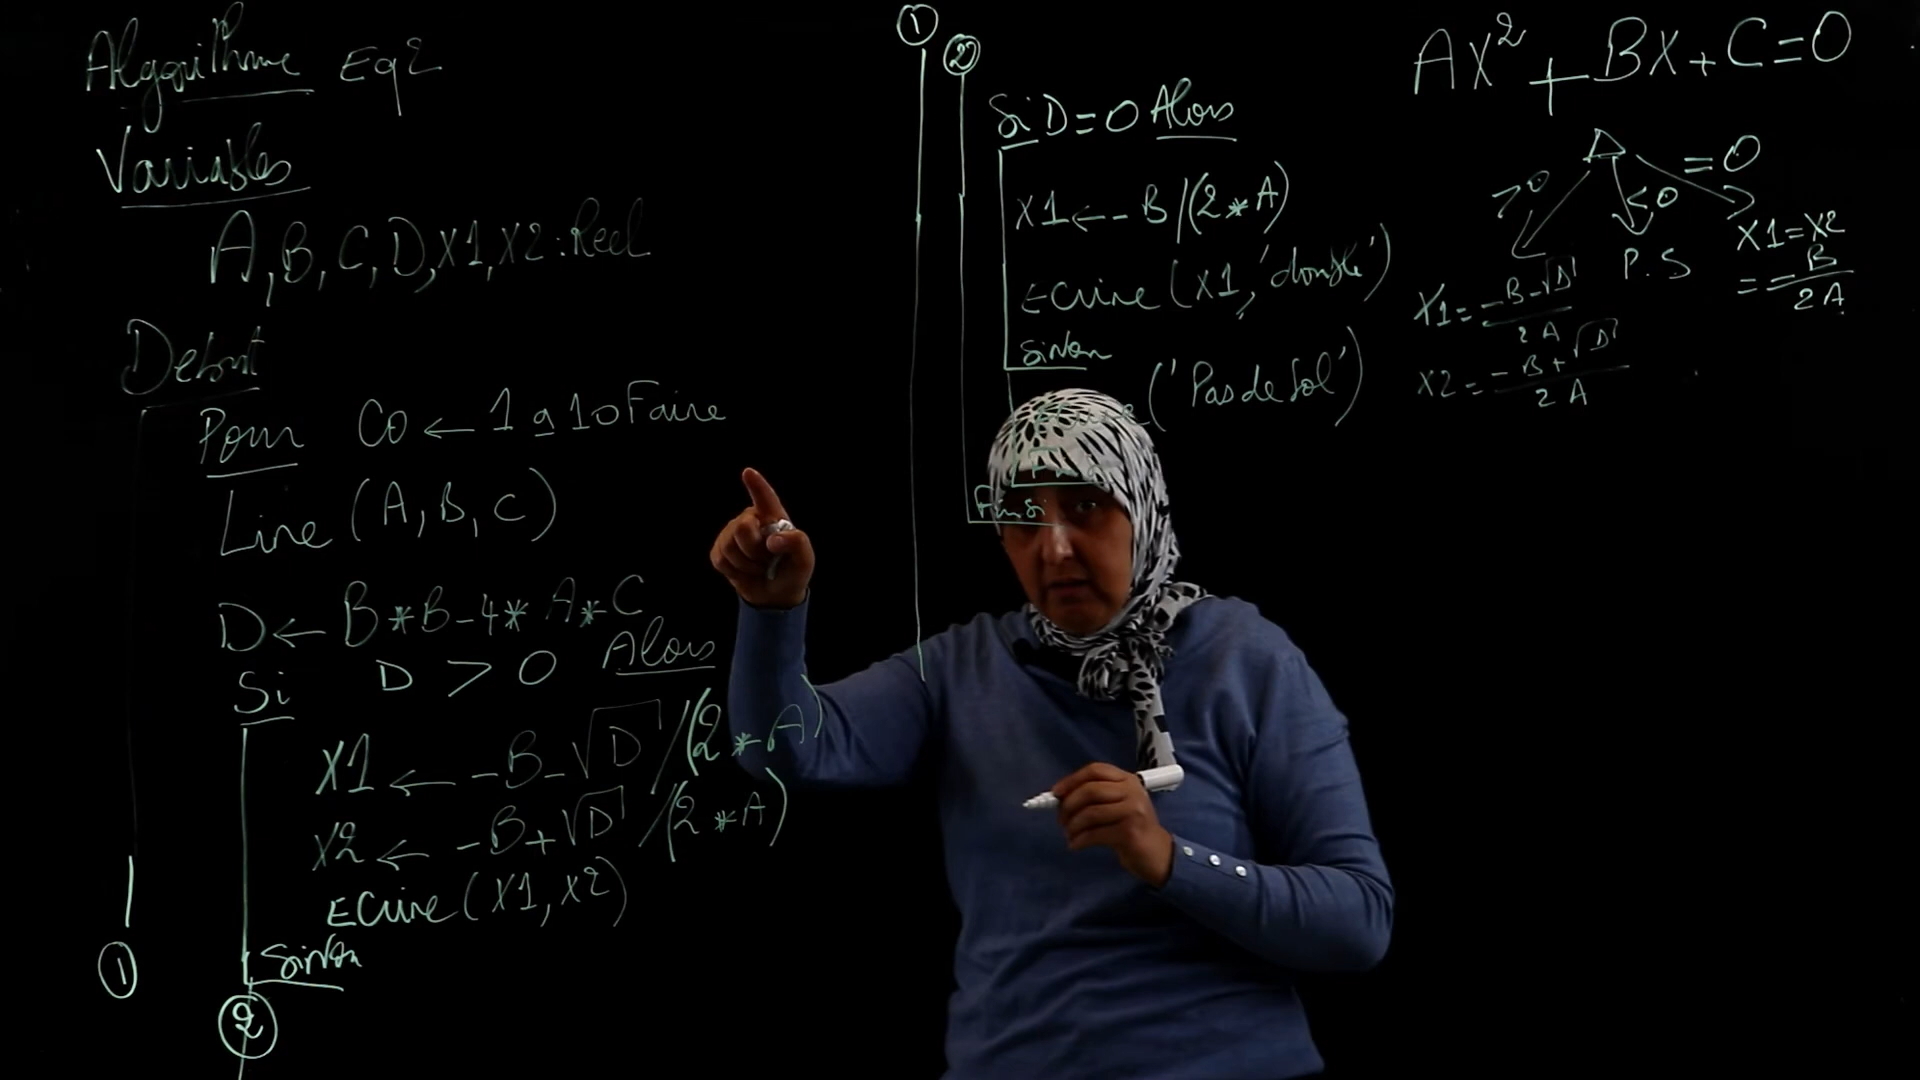 Algorithme Eq2
Variables
A, B, C, D, X1, X2 : Reel
Debut
Pour Co ← 1 a 10 Faire
Lire (A, B, C)
D ← B * B - 4 * A * C
Si D > 0 Alors
X1 ← -B - √D / (2 * A)
X2 ← -B + √D / (2 * A)
ECrire (X1, X2)
SinOn
①
②
①
②
Si D = 0 Alors
X1 ← - B / (2 * A)
ECrire (X1, 'double')
SinOn
('Pas de Sol')
Finsi
AX² + BX + C = 0
Δ
> 0
< 0
= 0
X1 = (-B - √D) / 2A
X2 = (-B + √D) / 2A
P.S
X1 = X2
= -B / 2A